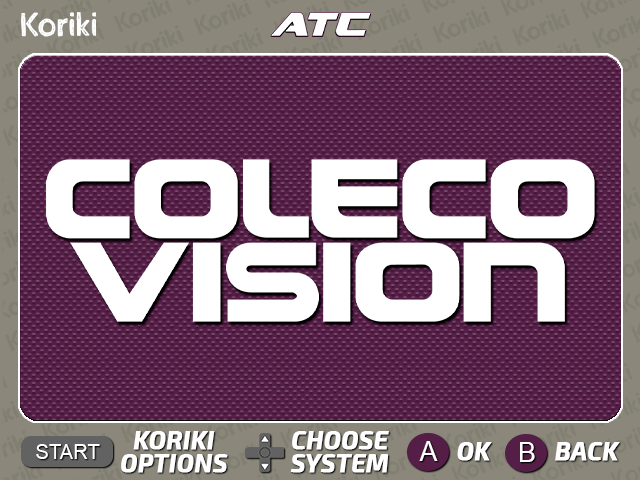 Koriki
ATC
COLECO
VISION
START
KORIKI
OPTIONS
CHOOSE
SYSTEM
A
OK
B
BACK